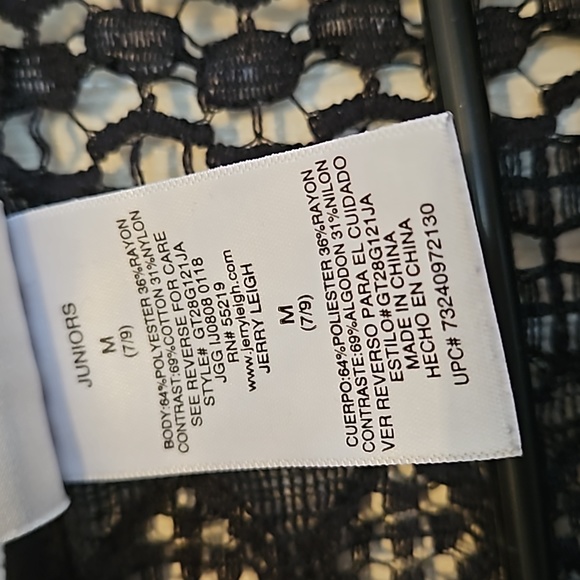 JUNIORS
M
(7/9)
BODY:64%POLYESTER 36%RAYON
CONTRAST:69%COTTON 31%NYLON
SEE REVERSE FOR CARE
STYLE# GT28G121JA
JGG IJ0808 0118
RN# 55219
www.jerryleigh.com
JERRY LEIGH
M
(7/9)
CUERPO:64%POLIESTER 36%RAYON
CONTRASTE:69%ALGODON 31%NILON
VER REVERSO PARA EL CUIDADO
ESTILO#GT28G121JA
MADE IN CHINA
HECHO EN CHINA
UPC# 73240972130